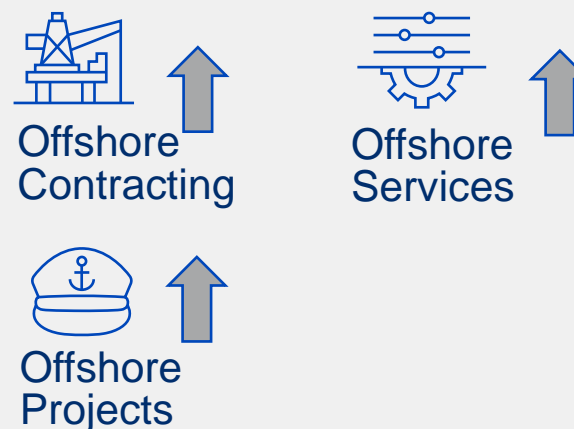 Offshore
Contracting
Offshore
Services
Offshore
Projects